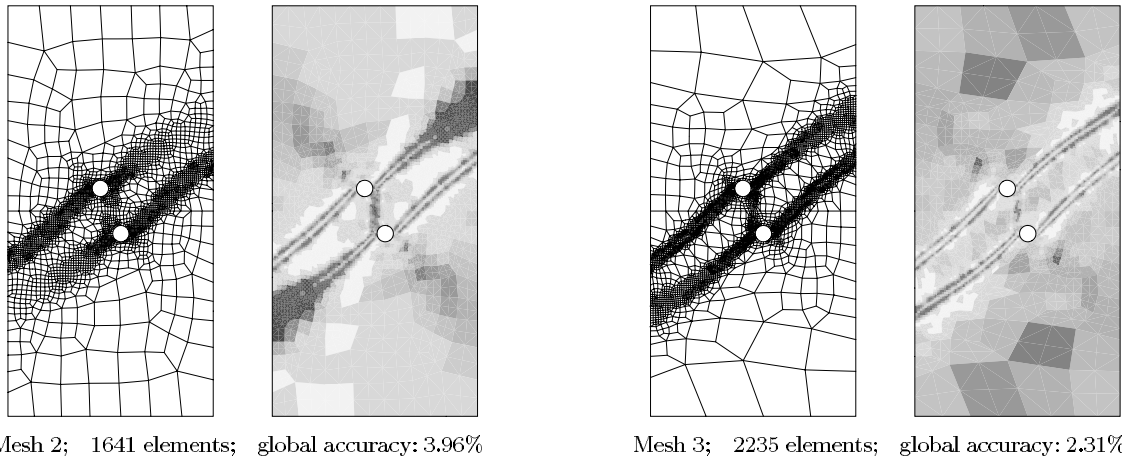 Mesh 2; 1641 elements; global accuracy: 3.96%
Mesh 3; 2235 elements; global accuracy: 2.31%